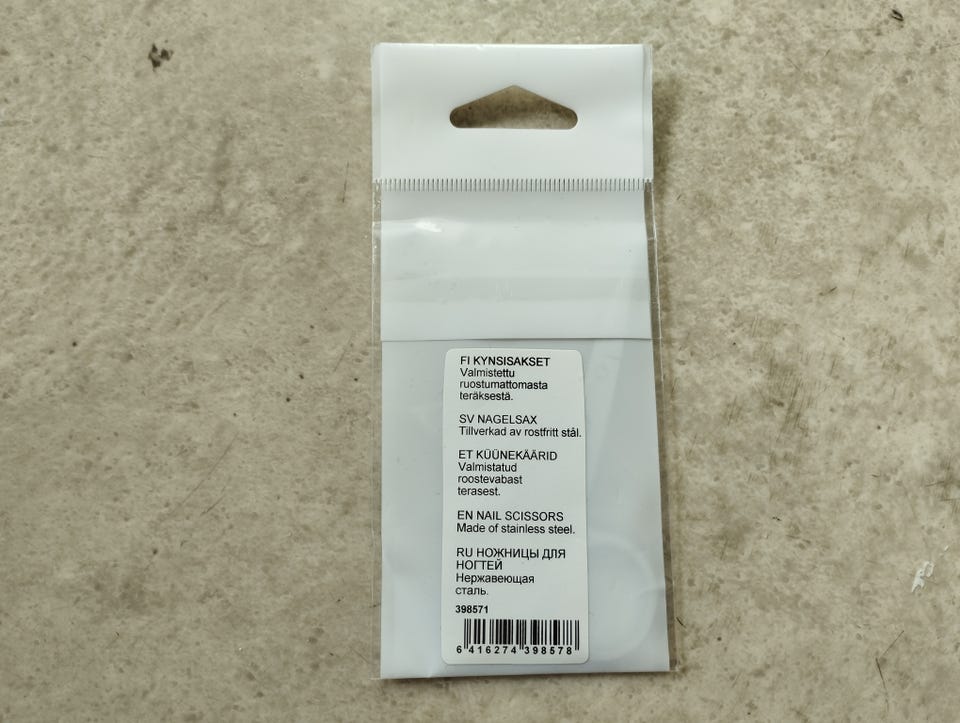 FI KYNSISAKSET
Valmistettu
ruostumattomasta
teräksestä.
SV NAGELSAX
Tillverkad av rostfritt stål.
ET KÜÜNEKÄÄRID
Valmistatud
roostevabast
terasest.
EN NAIL SCISSORS
Made of stainless steel.
RU НОЖНИЦЫ ДЛЯ
НОГТЕЙ
Нержавеющая
сталь.
398571
6 416274 398578